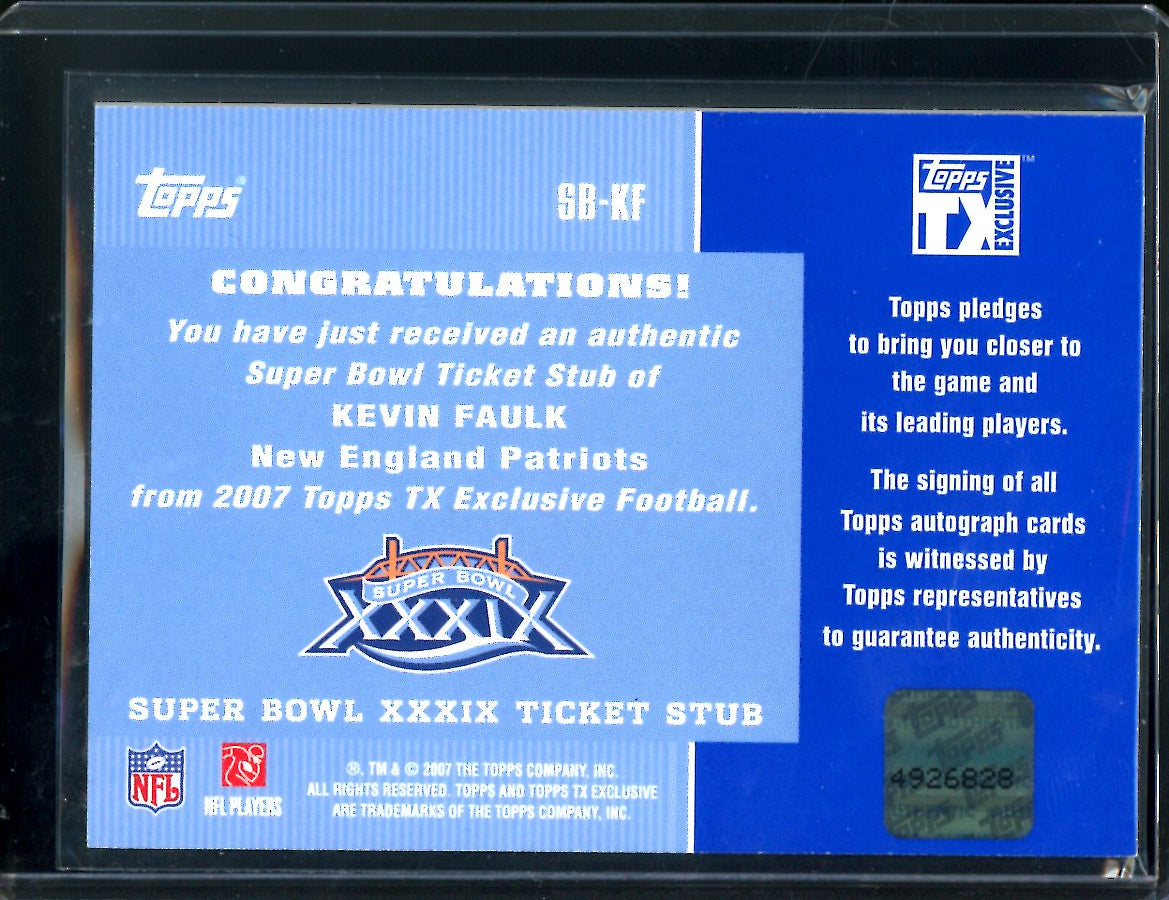 Topps
SB-KF
CONGRATULATIONS!
You have just received an authentic
Super Bowl Ticket Stub of
KEVIN FAULK
New England Patriots
from 2007 Topps TX Exclusive Football.
SUPER BOWL
XXXIX
SUPER BOWL XXXIX TICKET STUB
NFL
NFL PLAYERS
®, TM & © 2007 THE TOPPS COMPANY, INC.
ALL RIGHTS RESERVED. TOPPS AND TOPPS TX EXCLUSIVE
ARE TRADEMARKS OF THE TOPPS COMPANY, INC.
Topps TM
TX
EXCLUSIVE
Topps pledges
to bring you closer to
the game and
its leading players.
The signing of all
Topps autograph cards
is witnessed by
Topps representatives
to guarantee authenticity.
Topps
4926828